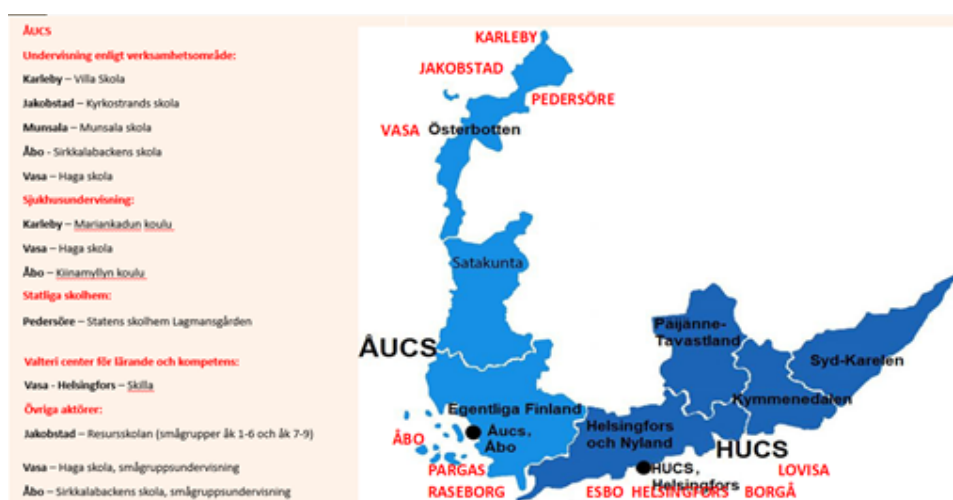 ÅUCS
Undervisning enligt verksamhetsområde:
Karleby – Villa Skola
Jakobstad – Kyrkostrands skola
Munsala – Munsala skola
Åbo - Sirkkalabackens skola
Vasa – Haga skola
Sjukhusundervisning:
Karleby – Mariankadun koulu
Vasa – Haga skola
Åbo – Kiinamyllyn koulu
Statliga skolhem:
Pedersöre – Statens skolhem Lagmansgården
Valteri center för lärande och kompetens:
Vasa - Helsingfors – Skilla
Övriga aktörer:
Jakobstad – Resursskolan (smågrupper åk 1-6 och åk 7-9)
Vasa – Haga skola, smågruppsundervisning
Åbo – Sirkkalabackens skola, smågruppsundervisning
KARLEBY
JAKOBSTAD
PEDERSÖRE
VASA
Österbotten
Satakunta
ÅUCS
Egentliga Finland
Åucs,
Åbo
ÅBO
PARGAS
RASEBORG
Päijänne-
Tavastland
Syd-Karelen
Kymmenedalen
Helsingfors
och Nyland
HUCS
HUCS,
Helsingfors
LOVISA
ESBO
HELSINGFORS
BORGÅ